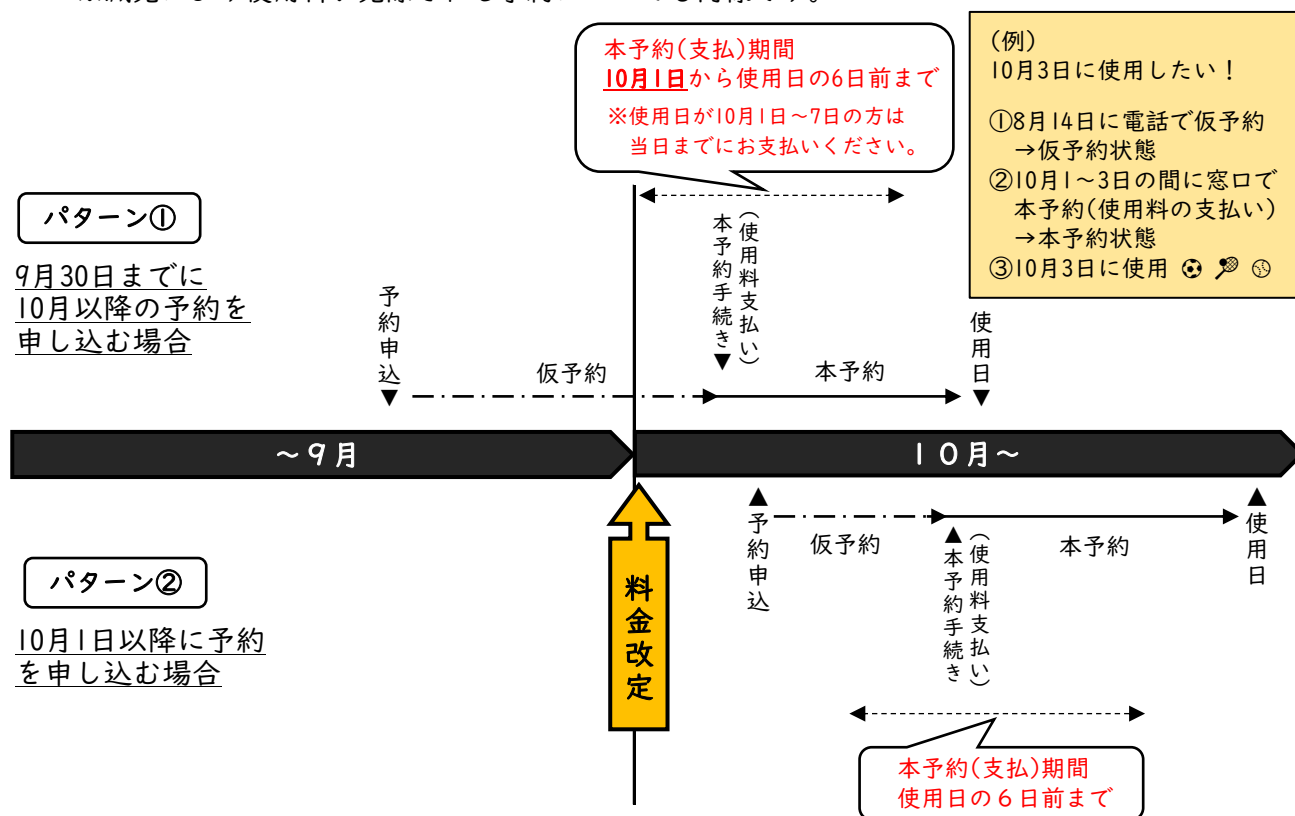 本予約(支払)期間
10月1日から使用日の6日前まで
※使用日が10月1日～7日の方は
当日までにお支払いください。
(例)
10月3日に使用したい！
①8月14日に電話で仮予約
→仮予約状態
②10月1～3日の間に窓口で
本予約(使用料の支払い)
→本予約状態
③10月3日に使用
パターン①
9月30日までに
10月以降の予約を
申し込む場合
予約申込
▼
仮予約
本予約手続き▼
(使用料支払い)
本予約
使用日
▼
～9月
10月～
料金改定
パターン②
10月1日以降に予約
を申し込む場合
▲
予約申込
仮予約
▲本予約手続き
(使用料支払い)
本予約
▲
使用日
本予約(支払)期間
使用日の６日前まで